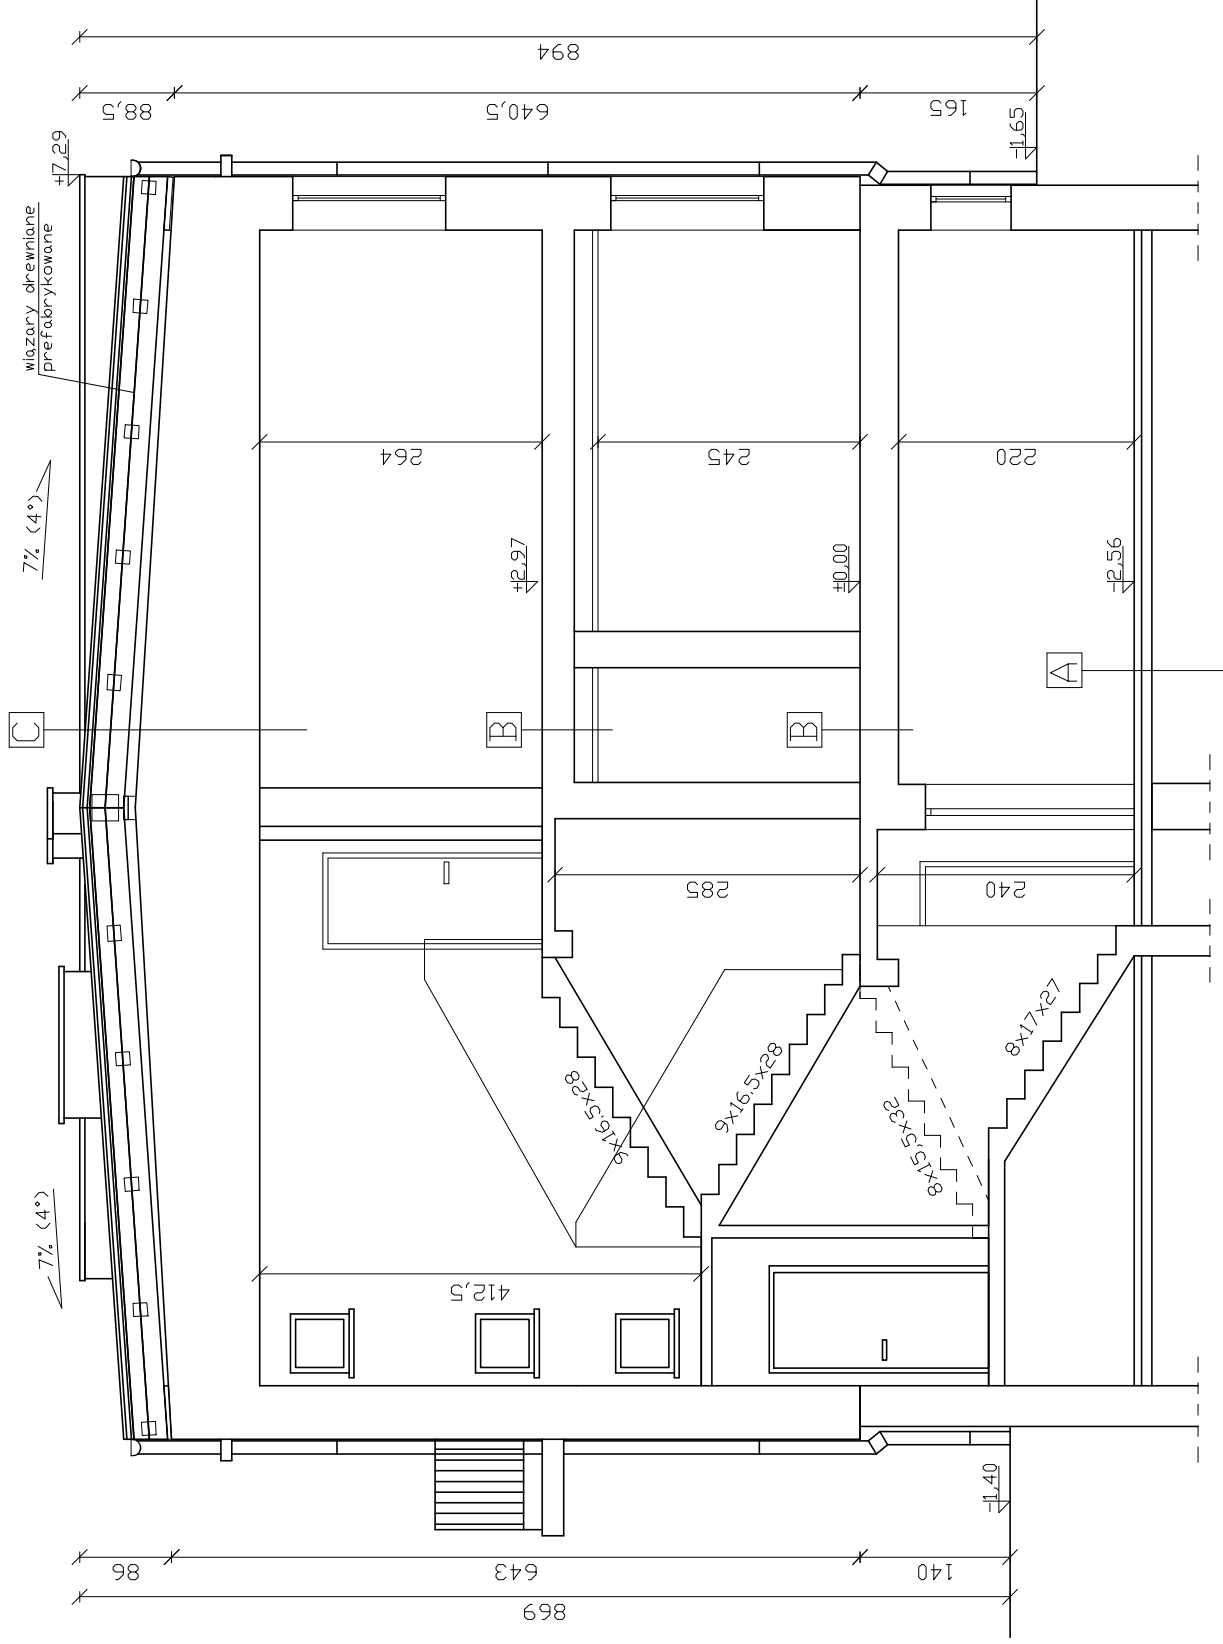 894
88,5
640,5
165
+7,29
-1,65
wiązary drewniane
prefabrykowane
7% (4°)
264
245
220
+2,97
±0,00
-2,56
A
C
B
B
285
240
9x16,5x28
9x16,5x28
8x17x27
8x15,5x32
7% (4°)
412,5
-1,40
86
643
140
869